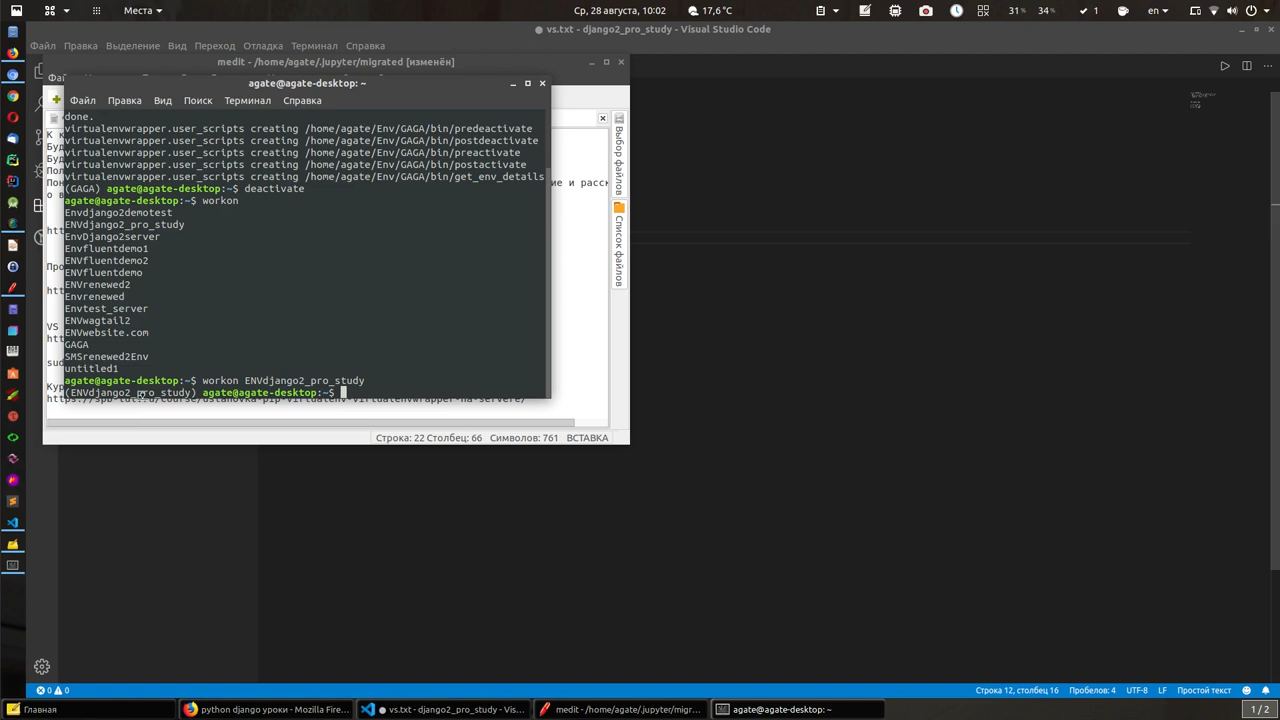 Места
Ср, 28 августа, 10:02
17,6°C
31%
34%
1
en
vs.txt - django2_pro_study - Visual Studio Code
Файл Правка Выделение Вид Переход Отладка Терминал Справка
medit - /home/agate/.jupyter/migrated [изменён]
agate@agate-desktop: ~
Файл Правка Вид Поиск Терминал Справка
done.
virtualenvwrapper.user_scripts creating /home/agate/Env/GAGA/bin/predeactivate
virtualenvwrapper.user_scripts creating /home/agate/Env/GAGA/bin/postdeactivate
virtualenvwrapper.user_scripts creating /home/agate/Env/GAGA/bin/preactivate
virtualenvwrapper.user_scripts creating /home/agate/Env/GAGA/bin/postactivate
virtualenvwrapper.user_scripts creating /home/agate/Env/GAGA/bin/get_env_details
(GAGA) agate@agate-desktop:~$ deactivate
agate@agate-desktop:~$ workon
Envdjango2demotest
ENVdjango2_pro_study
EnvDjango2server
Envfluentdemo1
ENVfluentdemo2
ENVfluentdemo
ENVrenewed2
Envrenewed
Envtest_server
ENVwagtail2
ENVwebsite.com
GAGA
SMSrenewed2Env
untitled1
agate@agate-desktop:~$ workon ENVdjango2_pro_study
(ENVdjango2_pro_study) agate@agate-desktop:~$
ие и расск
Выбор файлов
Список файлов
VS
Строка: 22 Столбец: 66 Символов: 761 ВСТАВКА
0 0
Строка 12, столбец 16 Пробелов: 4 UTF-8 LF Простой текст
Главная
python django уроки - Mozilla Fire...
vs.txt - django2_pro_study - Visual...
medit - /home/agate/.jupyter/migr...
agate@agate-desktop: ~
1 / 2